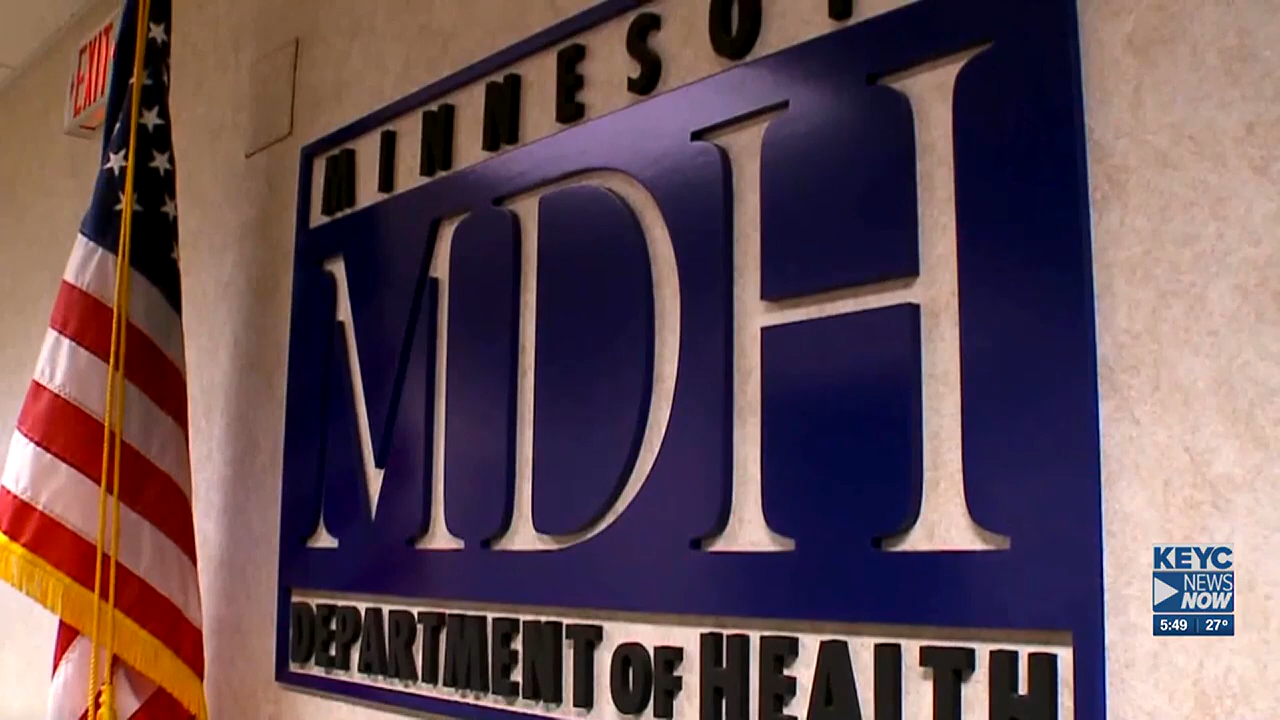 EXIT
MINNESOT
MDH
DEPARTMENT OF HEALTH
KEYC
NEWS
NOW
5:49 27°